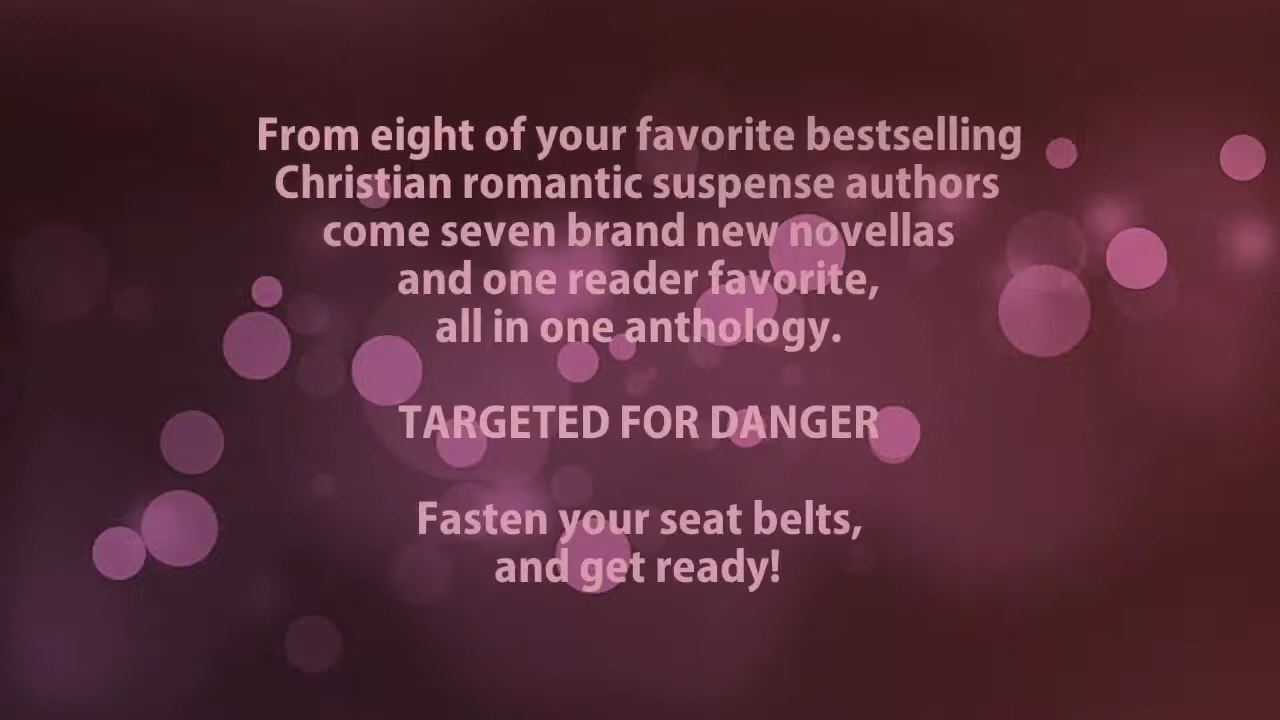 From eight of your favorite bestselling
Christian romantic suspense authors
come seven brand new novellas
and one reader favorite,
all in one anthology.
TARGETED FOR DANGER
Fasten your seat belts,
and get ready!